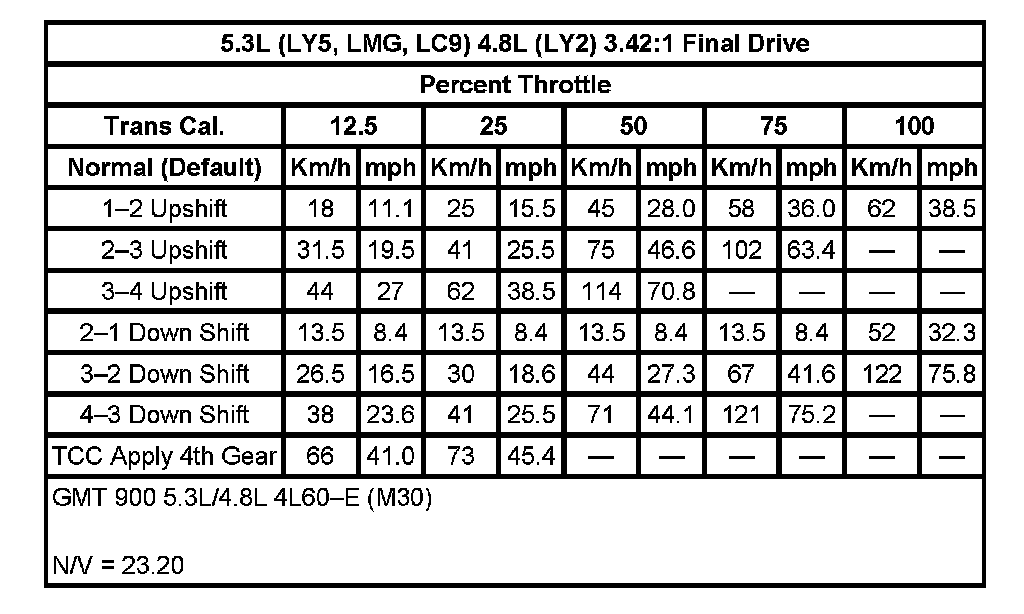 5.3L (LY5, LMG, LC9) 4.8L (LY2) 3.42:1 Final Drive
Percent Throttle
Trans Cal. 12.5 25 50 75 100
Normal (Default) Km/h mph Km/h mph Km/h mph Km/h mph Km/h mph
1–2 Upshift 18 11.1 25 15.5 45 28.0 58 36.0 62 38.5
2–3 Upshift 31.5 19.5 41 25.5 75 46.6 102 63.4 — —
3–4 Upshift 44 27 62 38.5 114 70.8 — — — —
2–1 Down Shift 13.5 8.4 13.5 8.4 13.5 8.4 13.5 8.4 52 32.3
3–2 Down Shift 26.5 16.5 30 18.6 44 27.3 67 41.6 122 75.8
4–3 Down Shift 38 23.6 41 25.5 71 44.1 121 75.2 — —
TCC Apply 4th Gear 66 41.0 73 45.4 — — — — — —
GMT 900 5.3L/4.8L 4L60–E (M30)
N/V = 23.20